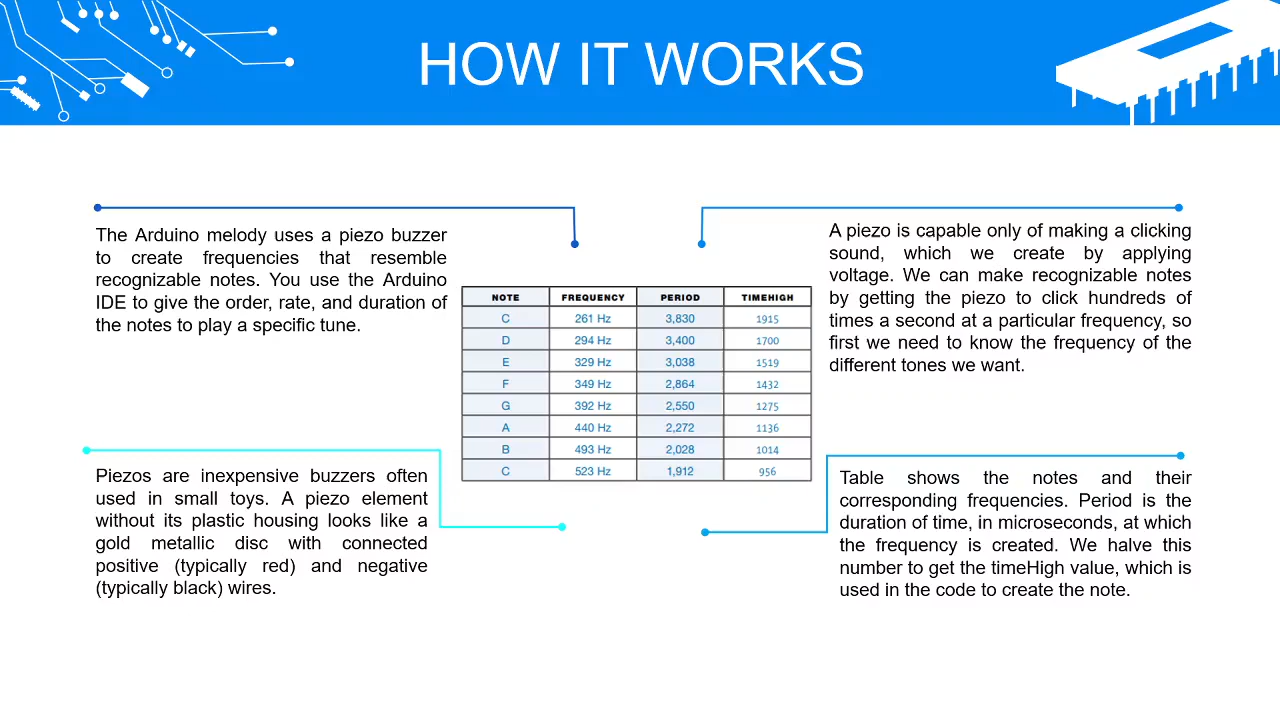 HOW IT WORKS
The Arduino melody uses a piezo buzzer
to create frequencies that resemble
recognizable notes. You use the Arduino
IDE to give the order, rate, and duration of
the notes to play a specific tune.
A piezo is capable only of making a clicking
sound, which we create by applying
voltage. We can make recognizable notes
by getting the piezo to click hundreds of
times a second at a particular frequency, so
first we need to know the frequency of the
different tones we want.
NOTE FREQUENCY PERIOD TIMEHIGH
C 261 Hz 3,830 1915
D 294 Hz 3,400 1700
E 329 Hz 3,038 1519
F 349 Hz 2,864 1432
G 392 Hz 2,550 1275
A 440 Hz 2,272 1136
B 493 Hz 2,028 1014
C 523 Hz 1,912 956
Piezos are inexpensive buzzers often
used in small toys. A piezo element
without its plastic housing looks like a
gold metallic disc with connected
positive (typically red) and negative
(typically black) wires.
Table shows the notes and their
corresponding frequencies. Period is the
duration of time, in microseconds, at which
the frequency is created. We halve this
number to get the timeHigh value, which is
used in the code to create the note.